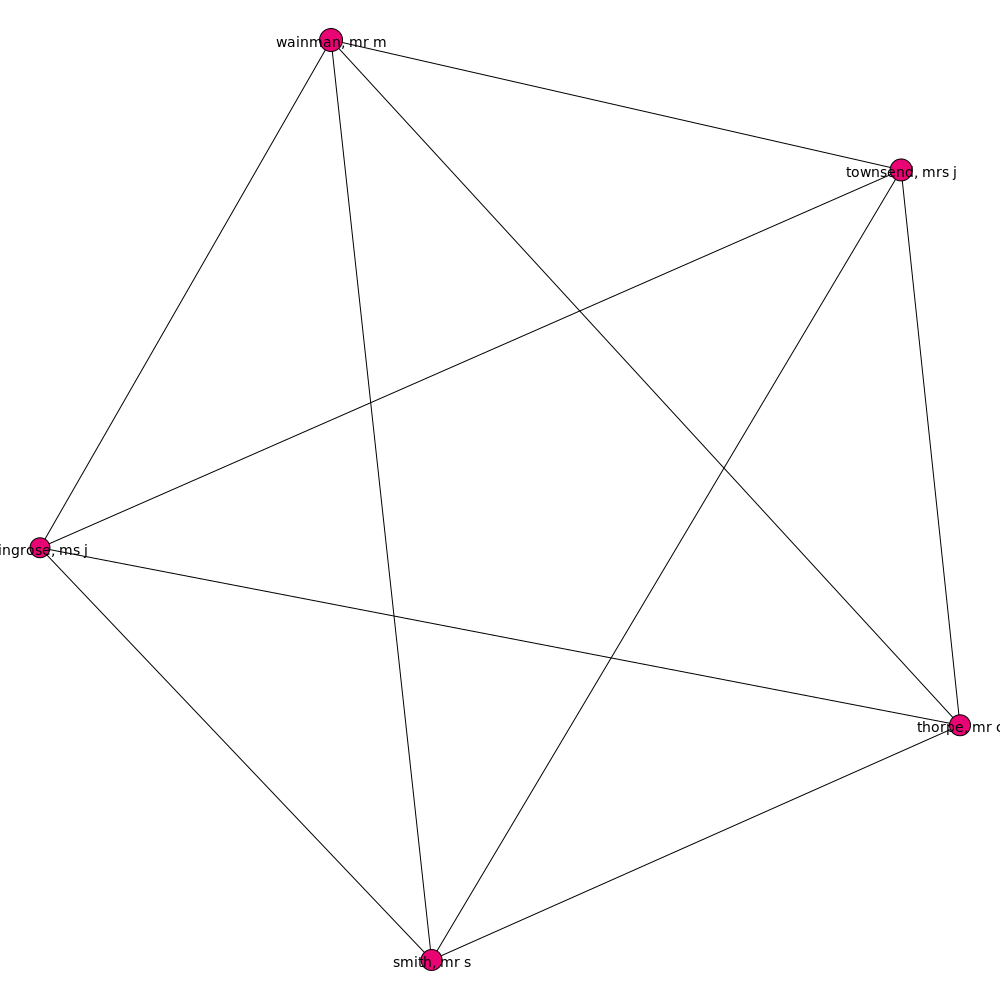 wainman, mr m
townsend, mrs j
ingrose, ms j
thorpe, mr
smith, mr s